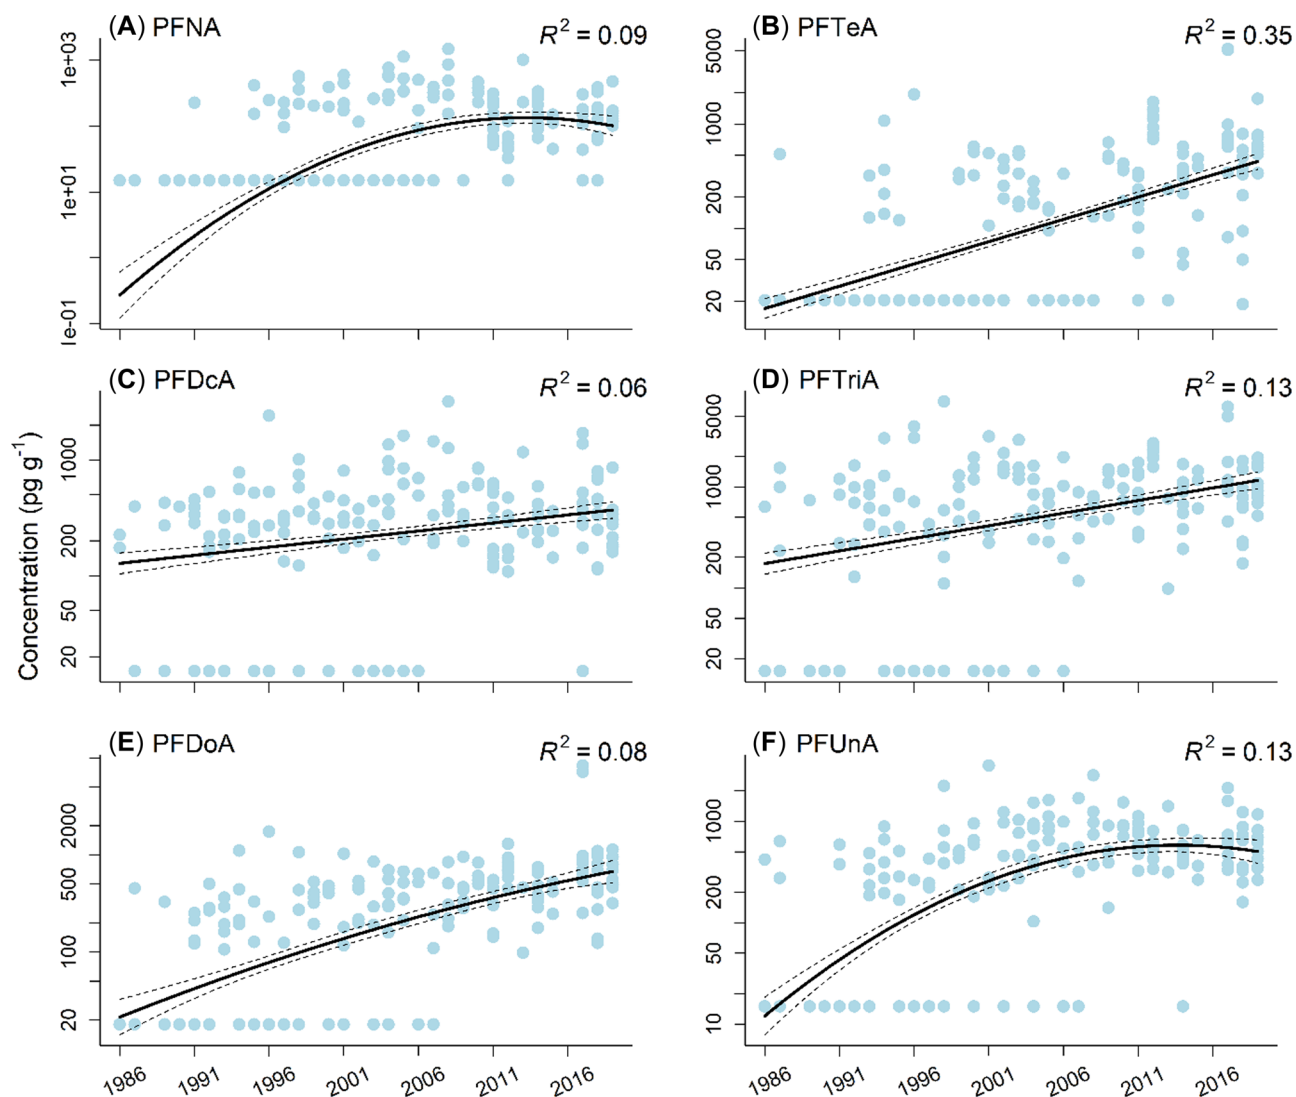 (A) PFNA
R² = 0.09
1e+03
1e+01
1e-01
(B) PFTeA
R² = 0.35
5000
1000
200
50
20
(C) PFDcA
R² = 0.06
1000
200
50
20
(D) PFTriA
R² = 0.13
5000
1000
200
50
20
Concentration (pg g⁻¹)
(E) PFDoA
R² = 0.08
2000
500
100
20
1986
1991
1996
2001
2006
2011
2016
(F) PFUnA
R² = 0.13
1000
200
50
10
1986
1991
1996
2001
2006
2011
2016